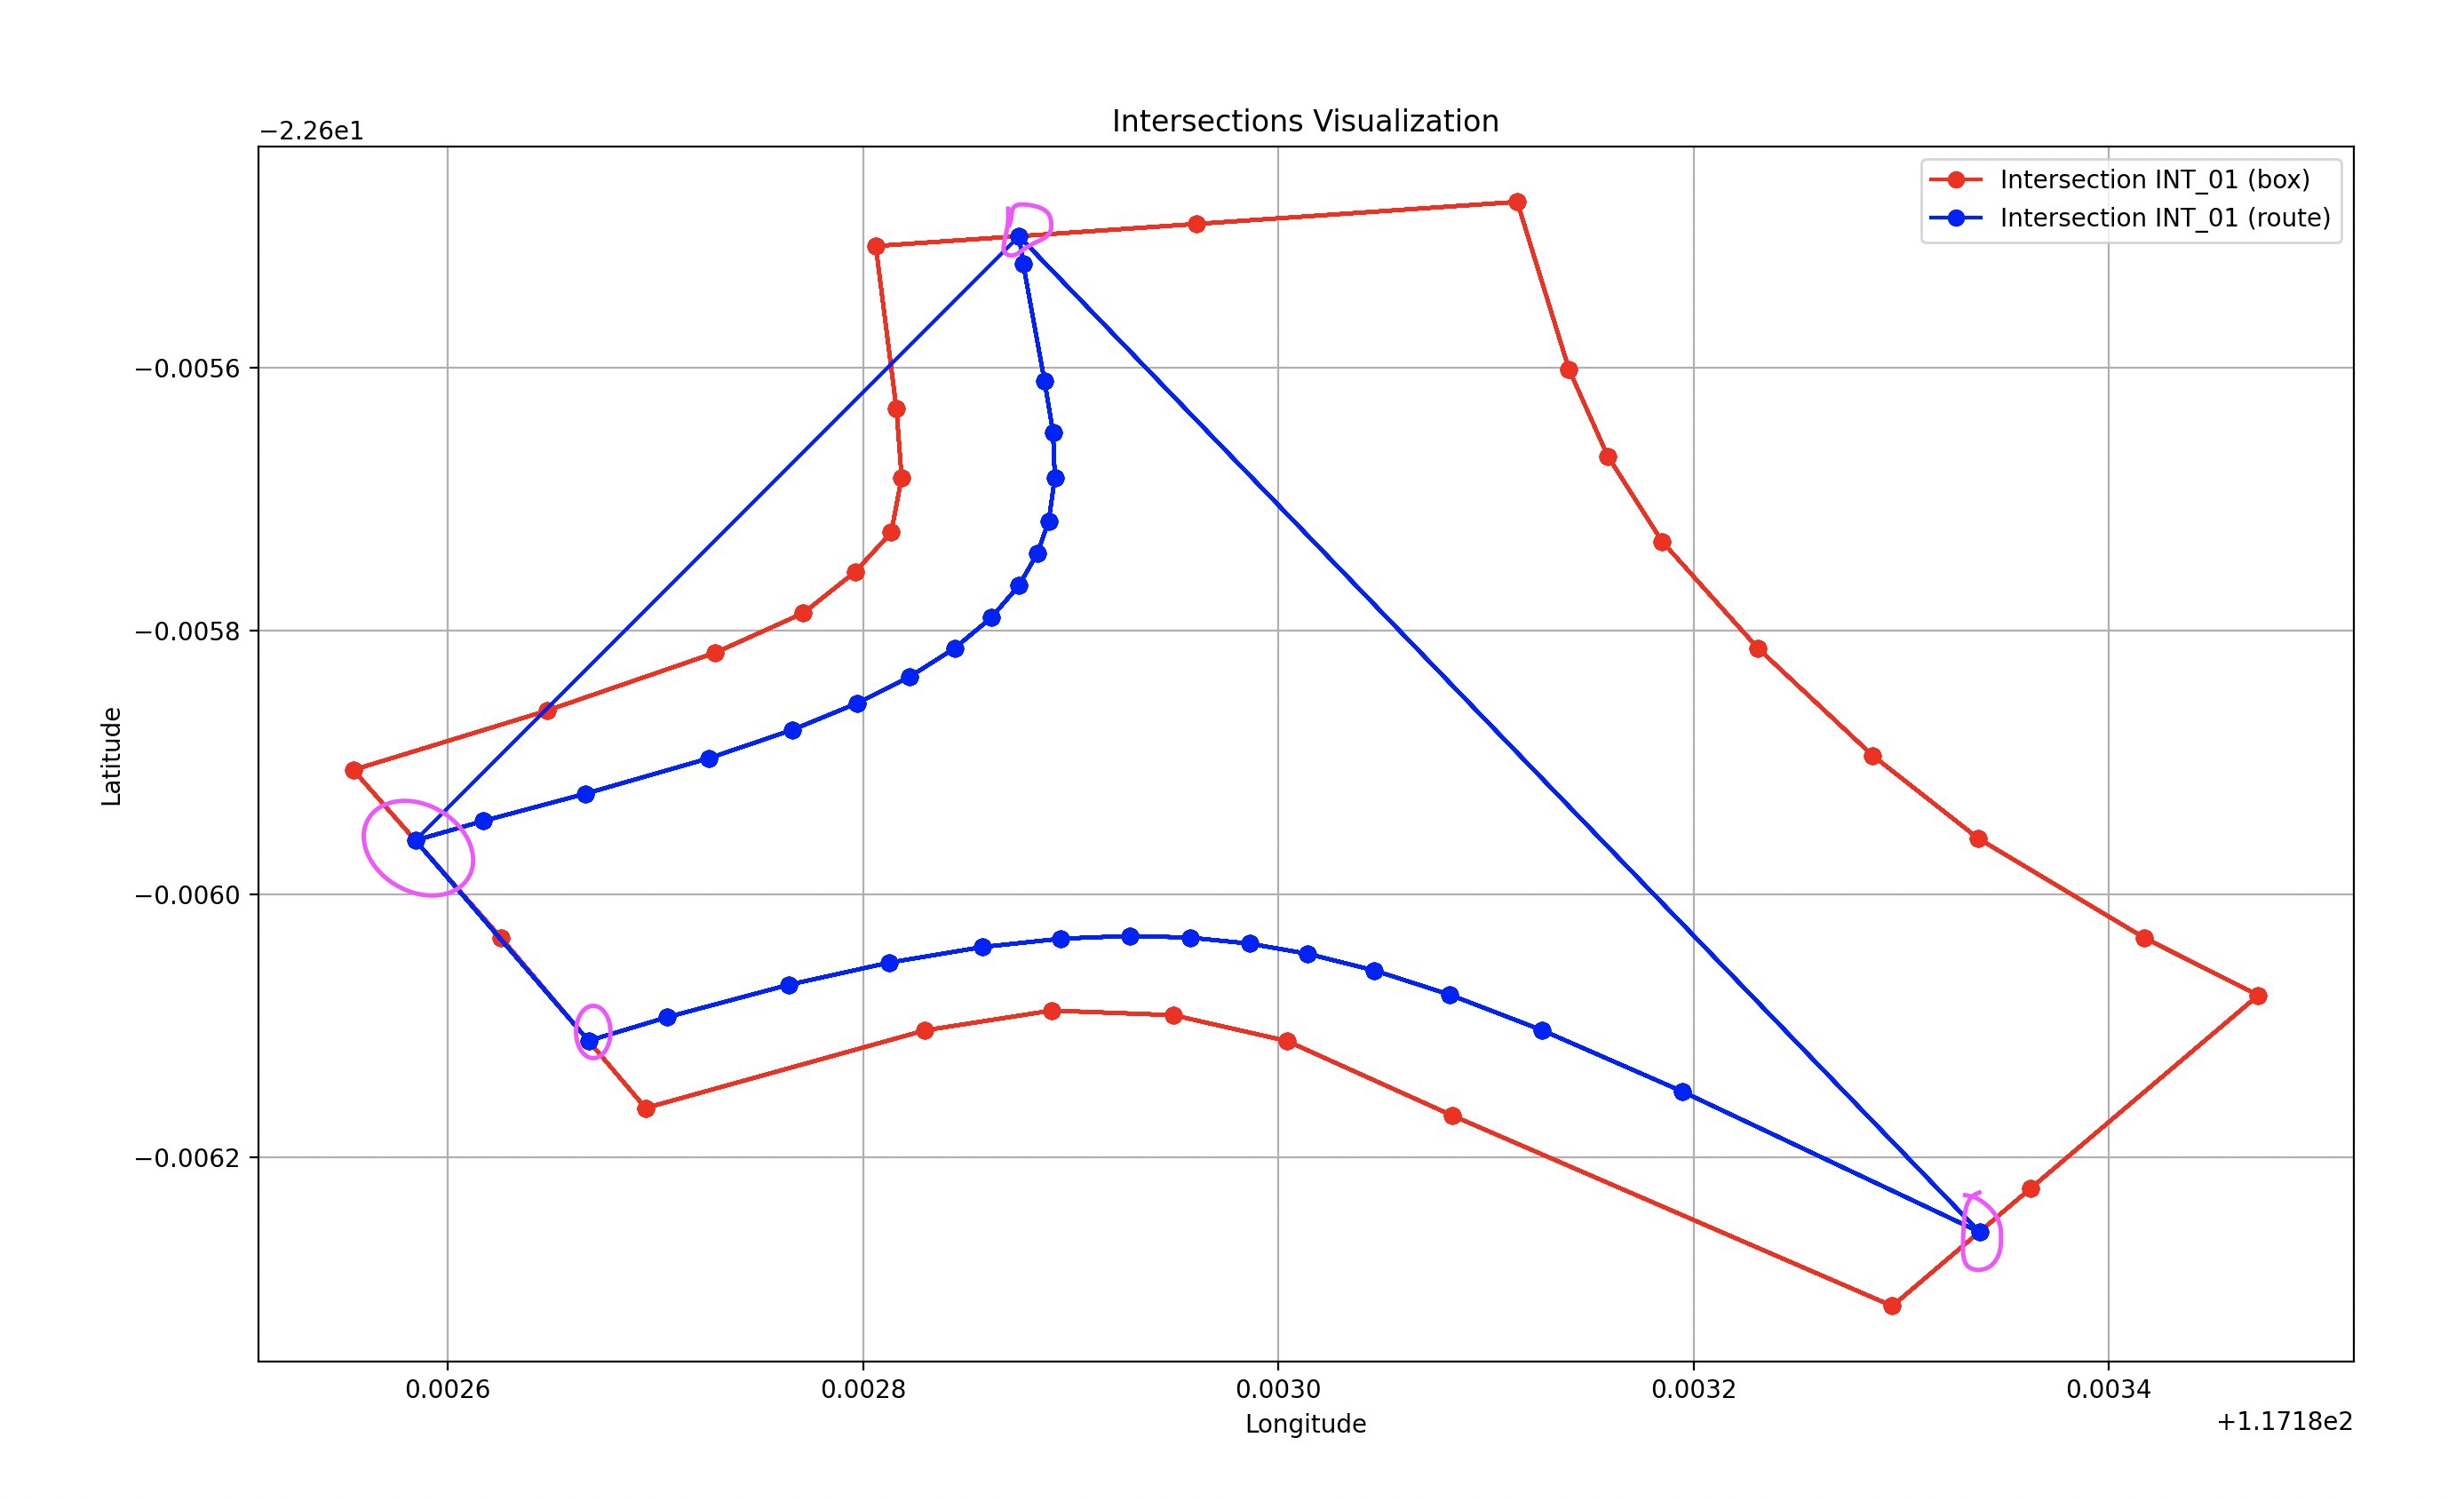 Intersections Visualization
−2.26e1
Intersection INT_01 (box)
Intersection INT_01 (route)
−0.0056
−0.0058
−0.0060
−0.0062
Latitude
0.0026
0.0028
0.0030
0.0032
0.0034
Longitude
+1.1718e2